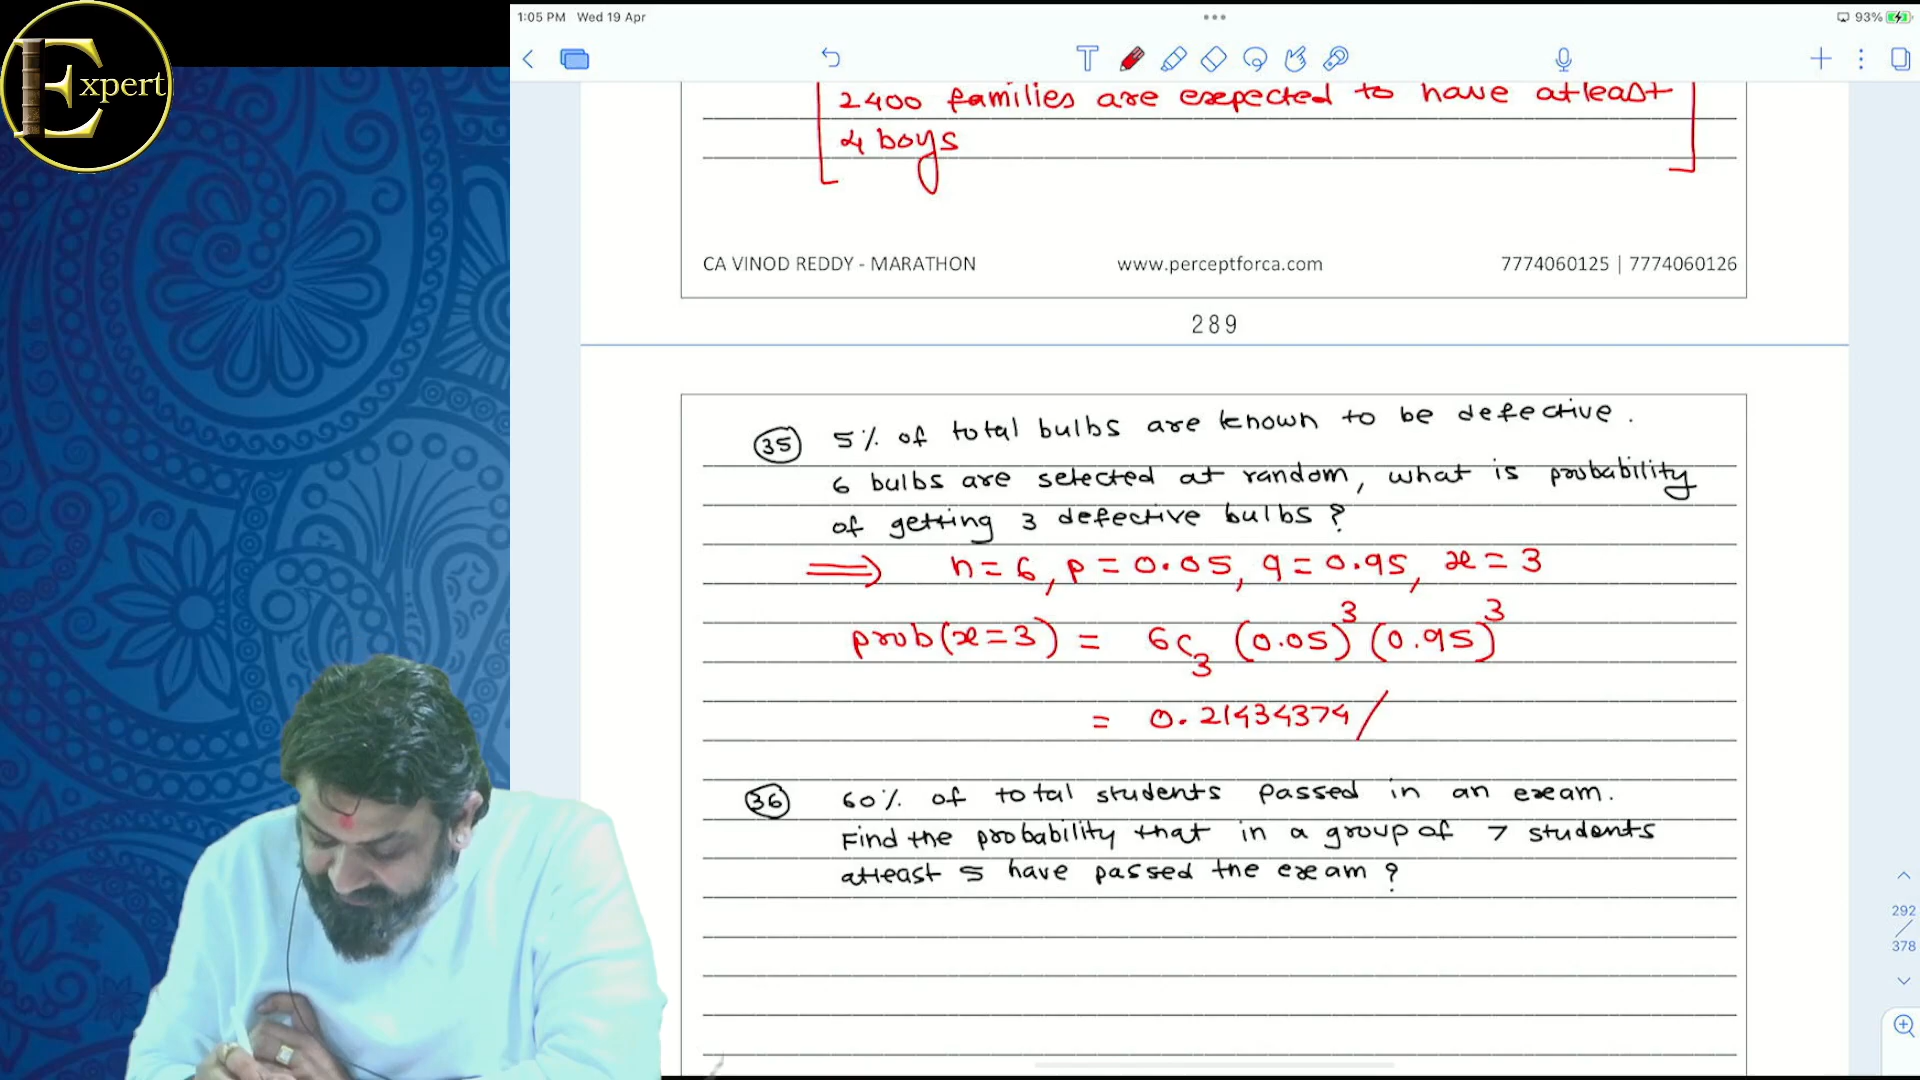 1:05 PM Wed 19 Apr
93%
Expert
2400 families are expected to have atleast
4 boys
CA VINOD REDDY - MARATHON www.perceptforca.com 7774060125 | 7774060126
289
35 5% of total bulbs are known to be defective.
6 bulbs are selected at random, what is probability
of getting 3 defective bulbs?
⟹ n = 6, p = 0.05, q = 0.95, x = 3
prob(x=3) = 6C₃ (0.05)³ (0.95)³
= 0.21434374/
36 60% of total students passed in an exam.
Find the probability that in a group of 7 students
atleast 5 have passed the exam?
292
/
378